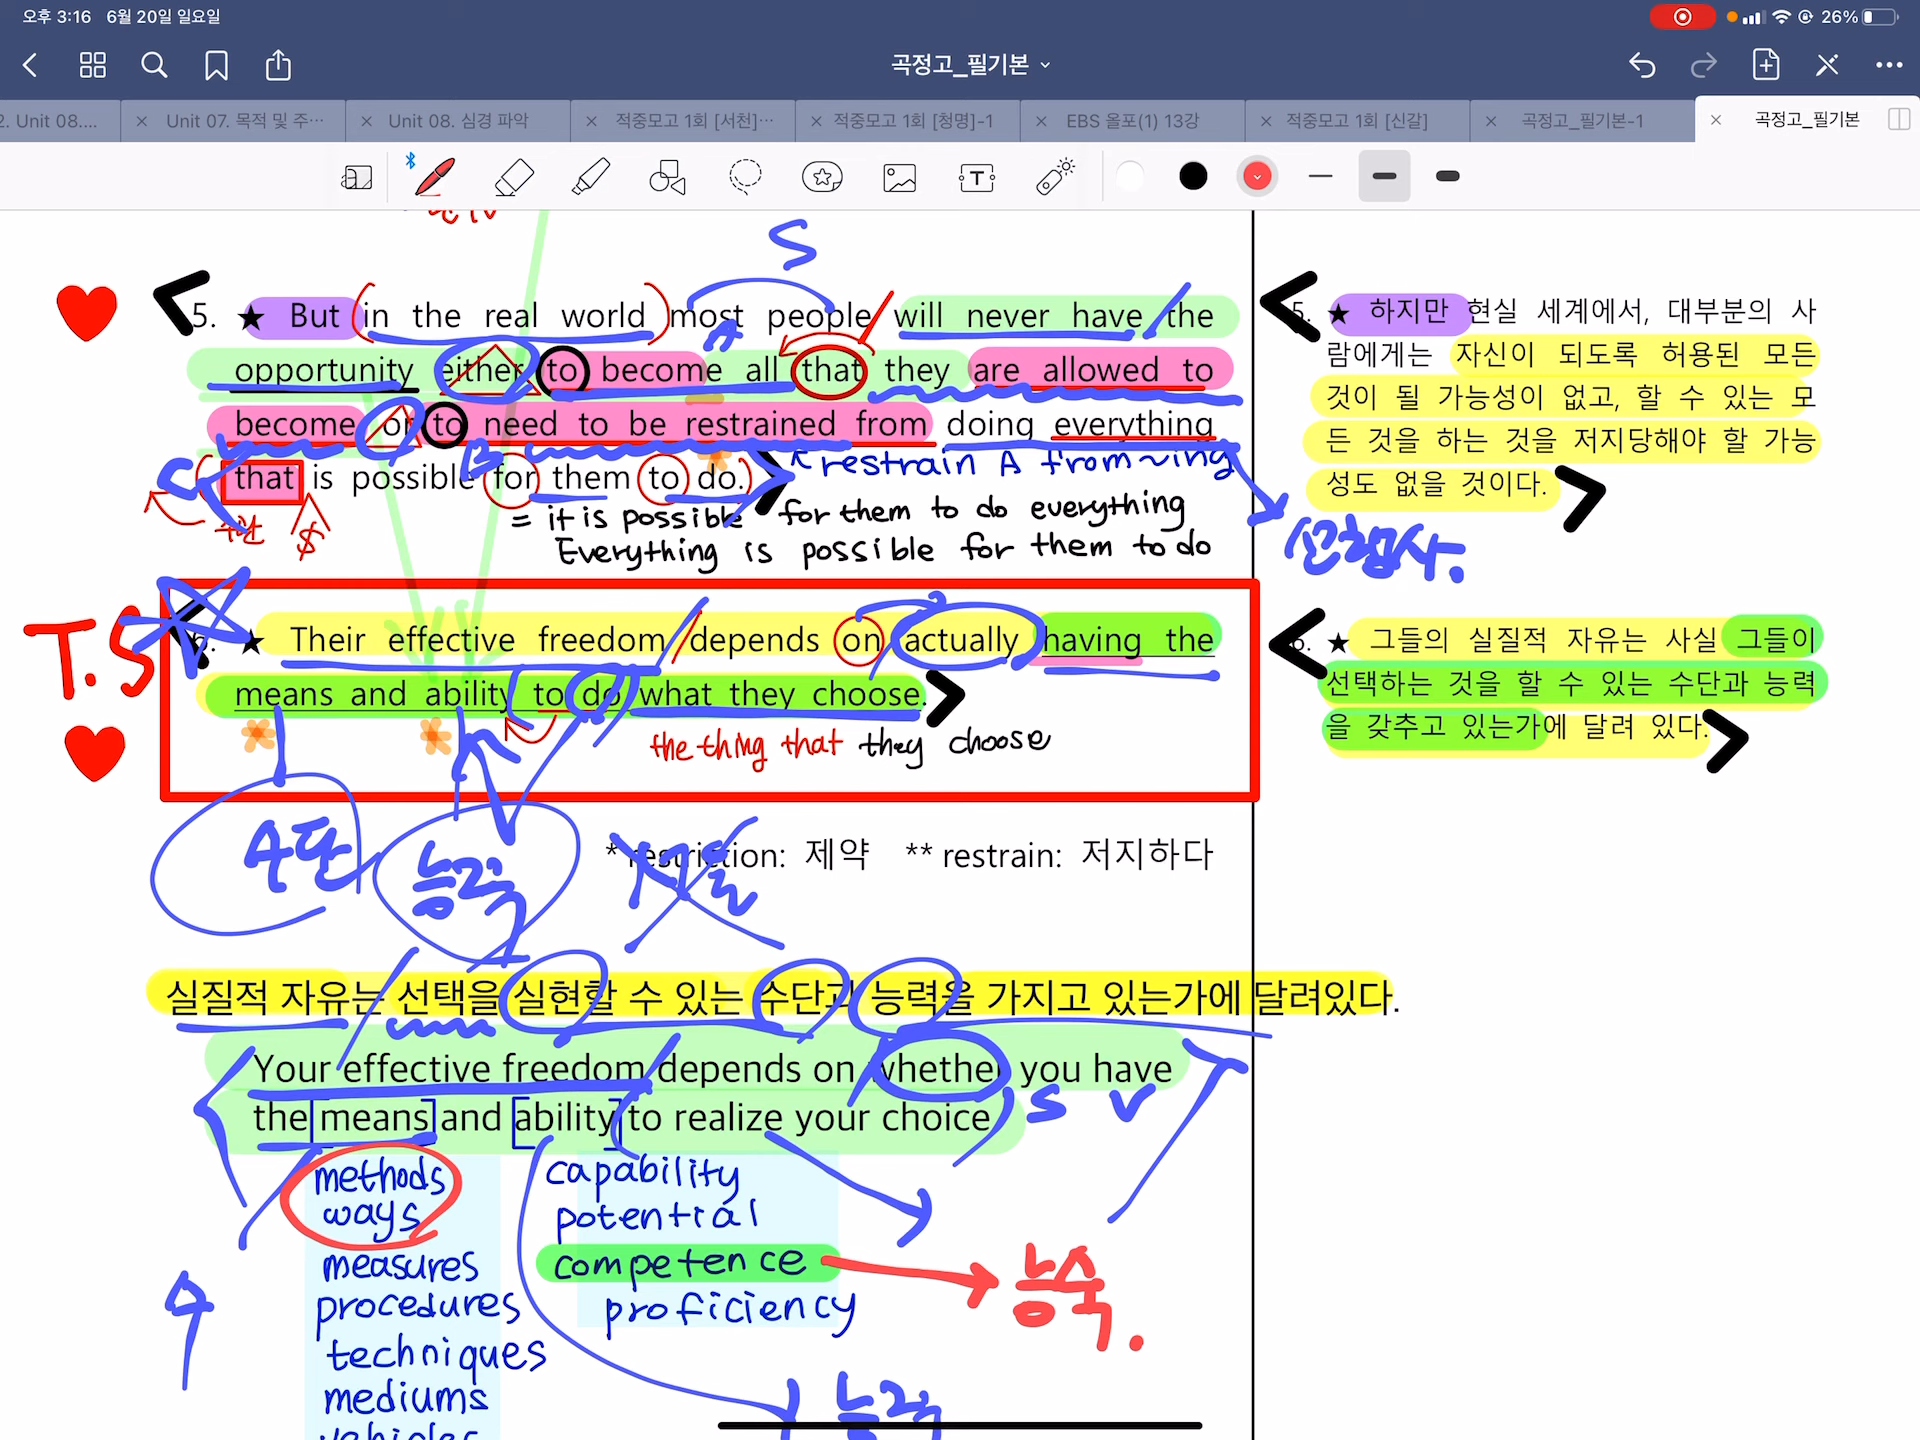 오후 3:16 6월 20일 일요일
26%
곡정고_필기본
2. Unit 08....
Unit 07. 목적 및 주…
Unit 08. 심경 파악
적중모고 1회 [서천]…
적중모고 1회 [청명]-1
EBS 올포(1) 13강
적중모고 1회 [신갈]
곡정고_필기본-1
곡정고_필기본
S
5. ★ But in the real world most people will never have the
A
opportunity either to become all that they are allowed to
become or to need to be restrained from doing everything
B
that is possible for them to do.
* restrain A from ~ing
= it is possible for them to do everything
Everything is possible for them to do
선행사.
T.S
6. ★ Their effective freedom depends on actually having the
means and ability to do what they choose.
the thing that they choose
수단
능력
* restriction: 제약 ** restrain: 저지하다
실질적 자유는 선택을 실현할 수 있는 수단과 능력을 가지고 있는가에 달려있다.
Your effective freedom depends on whether you have
S V
the [means] and [ability] to realize your choice
methods
ways
measures
procedures
techniques
mediums
vehicles
capability
potential
competence
proficiency
능숙.
능력
5. ★ 하지만 현실 세계에서, 대부분의 사
람에게는 자신이 되도록 허용된 모든
것이 될 가능성이 없고, 할 수 있는 모
든 것을 하는 것을 저지당해야 할 가능
성도 없을 것이다.
6. ★ 그들의 실질적 자유는 사실 그들이
선택하는 것을 할 수 있는 수단과 능력
을 갖추고 있는가에 달려 있다.